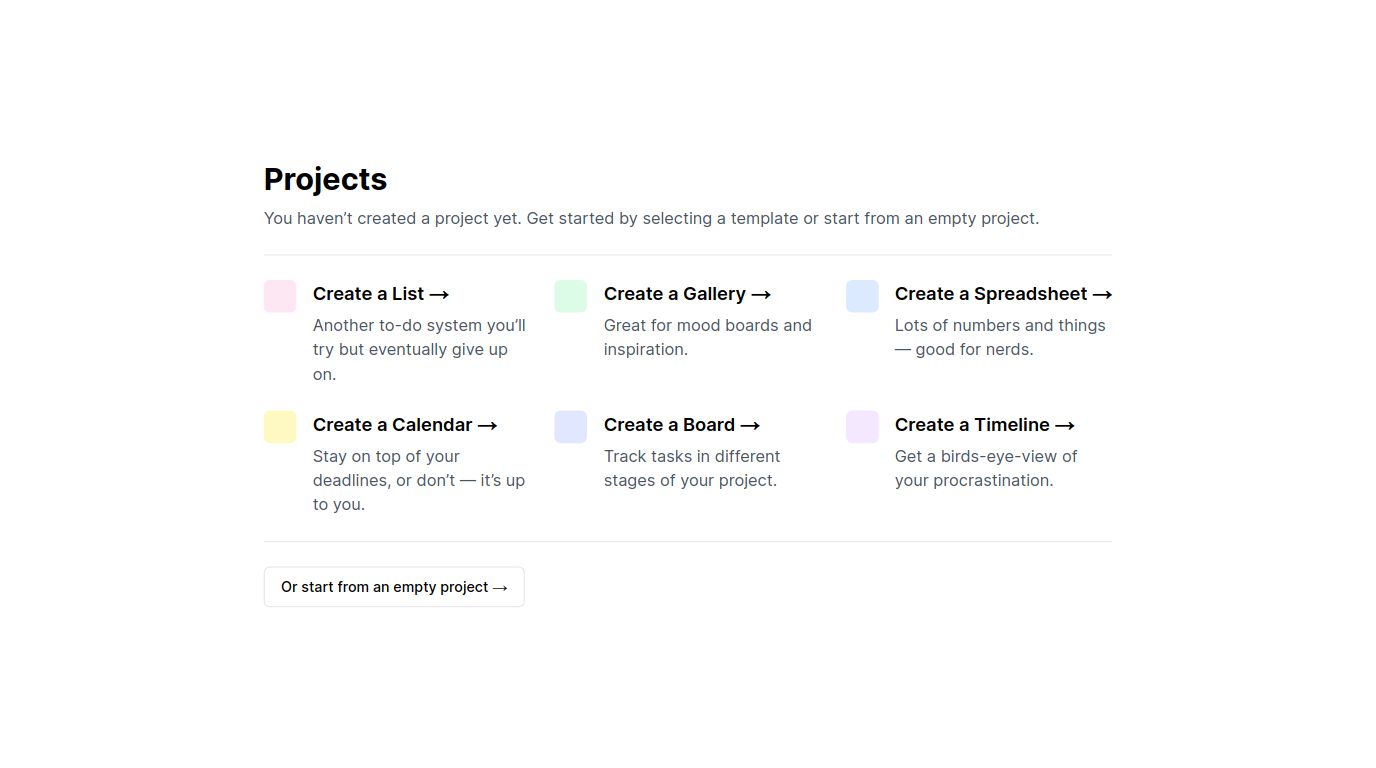 Projects
You haven’t created a project yet. Get started by selecting a template or start from an empty project.
Create a List →
Another to-do system you’ll
try but eventually give up
on.
Create a Gallery →
Great for mood boards and
inspiration.
Create a Spreadsheet →
Lots of numbers and things
— good for nerds.
Create a Calendar →
Stay on top of your
deadlines, or don’t — it’s up
to you.
Create a Board →
Track tasks in different
stages of your project.
Create a Timeline →
Get a birds-eye-view of
your procrastination.
Or start from an empty project →